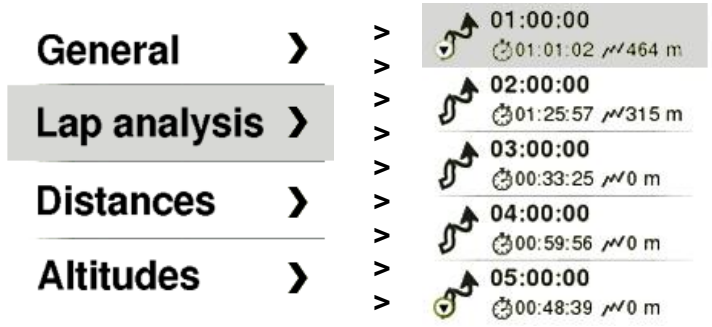 General
Lap analysis
Distances
Altitudes
>
>
>
>
>
>
>
>
>
01:00:00
01:01:02 464 m
02:00:00
01:25:57 315 m
03:00:00
00:33:25 0 m
04:00:00
00:59:56 0 m
05:00:00
00:48:39 0 m